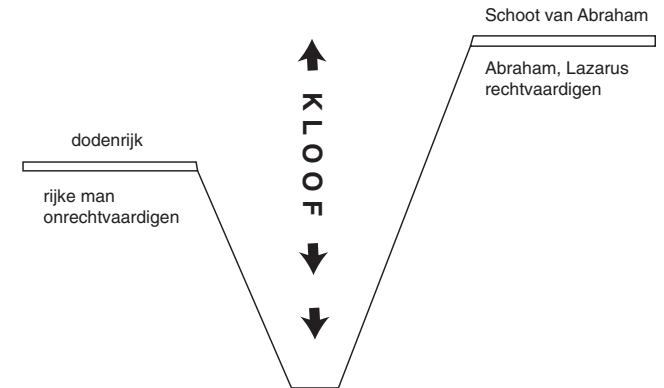 Schoot van Abraham
Abraham, Lazarus
rechtvaardigen
KLOOF
dodenrijk
rijke man
onrechtvaardigen